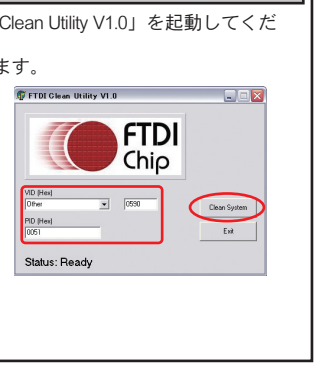 Clean Utility V1.0」を起動してくだ
ます。
FTDI Clean Utility V1.0
FTDI
Chip
VID (Hex)
Other 0590
PID (Hex)
0051
Clean System
Exit
Status: Ready